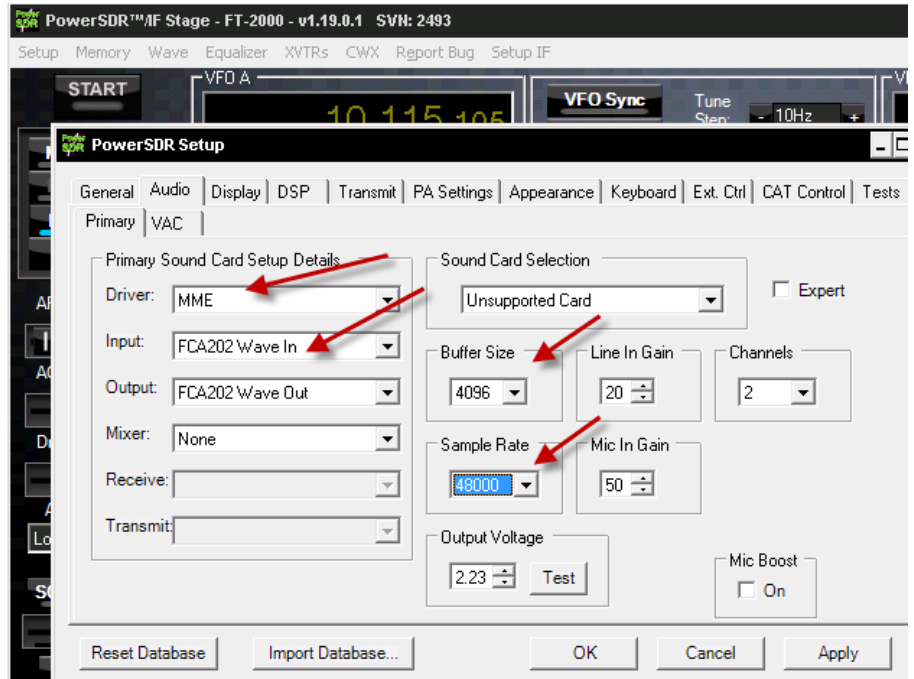 PowerSDR™/IF Stage - FT-2000 - v1.19.0.1 SVN: 2493
Setup Memory Wave Equalizer XVTRs CWX Report Bug Setup IF
START
VFO A
10.115.105
VFO Sync
Tune
Step:
- 10Hz +
PowerSDR Setup
General Audio Display DSP Transmit PA Settings Appearance Keyboard Ext. Ctrl CAT Control Tests
Primary VAC
Primary Sound Card Setup Details
Driver: MME
Input: FCA202 Wave In
Output: FCA202 Wave Out
Mixer: None
Receive:
Transmit:
Sound Card Selection
Unsupported Card
Expert
Buffer Size
4096
Line In Gain
20
Channels
2
Sample Rate
48000
Mic In Gain
50
Output Voltage
2.23 Test
Mic Boost
On
Reset Database Import Database... OK Cancel Apply